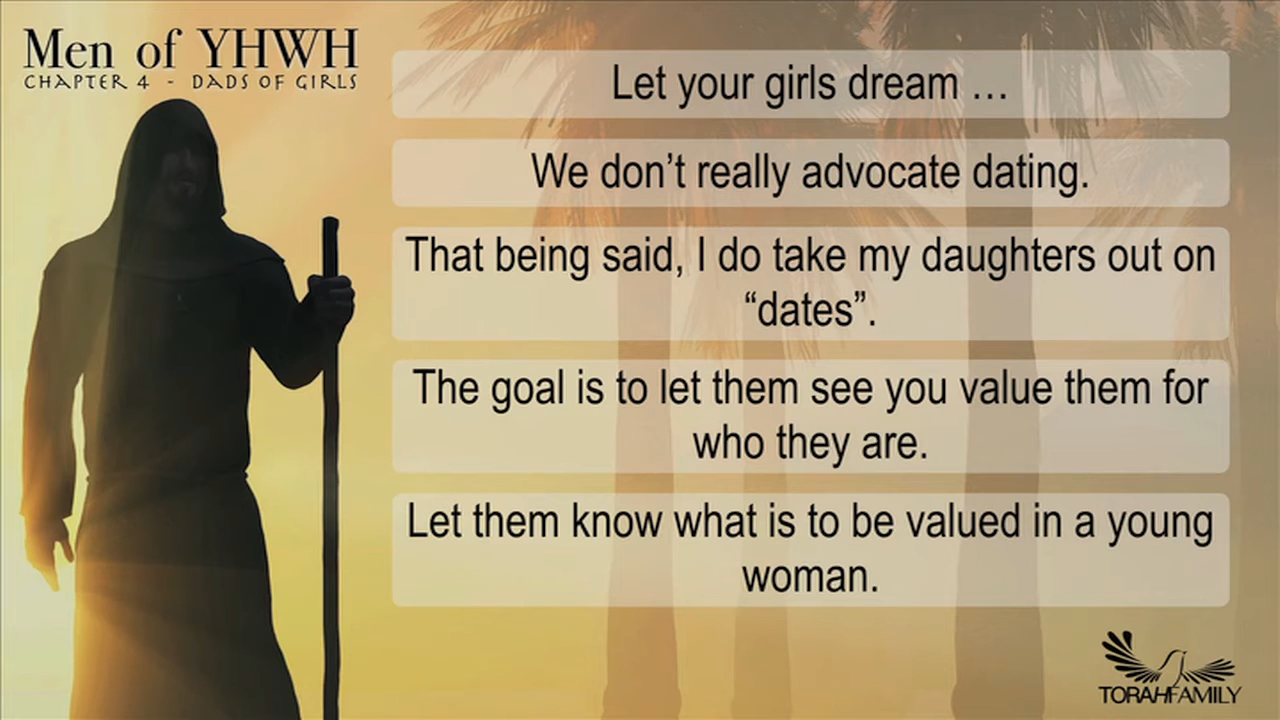 Men of YHWH
CHAPTER 4 - DADS OF GIRLS
Let your girls dream …
We don’t really advocate dating.
That being said, I do take my daughters out on
“dates”.
The goal is to let them see you value them for
who they are.
Let them know what is to be valued in a young
woman.
TORAHFAMILY